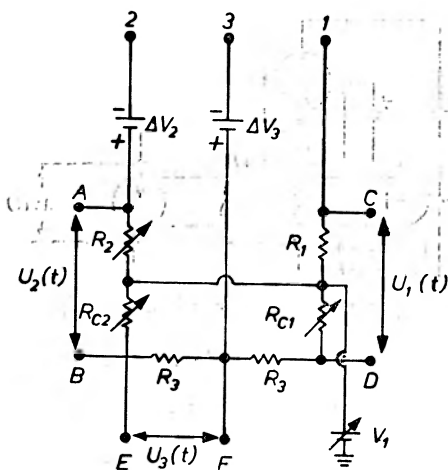 2 3 1
− −
ΔV2 ΔV3
+ +
A C
R2 R1
U2(t) U1(t)
RC2 RC1
B D
R3 R3
V1
E F
U3(t)